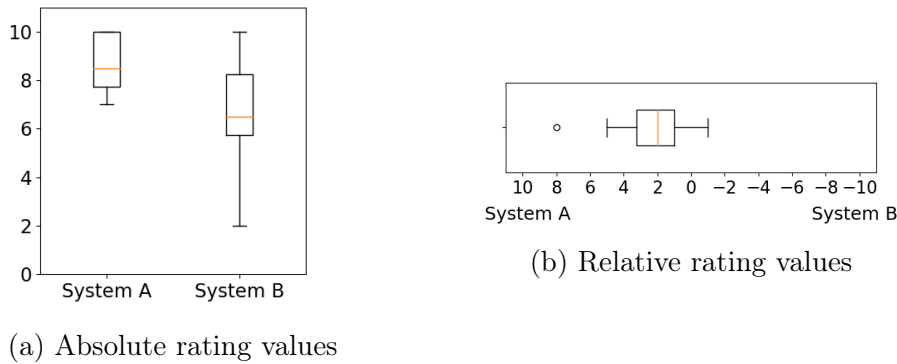 10
8
6
4
2
0
System A System B
(a) Absolute rating values
10 8 6 4 2 0 −2 −4 −6 −8 −10
System A System B
(b) Relative rating values